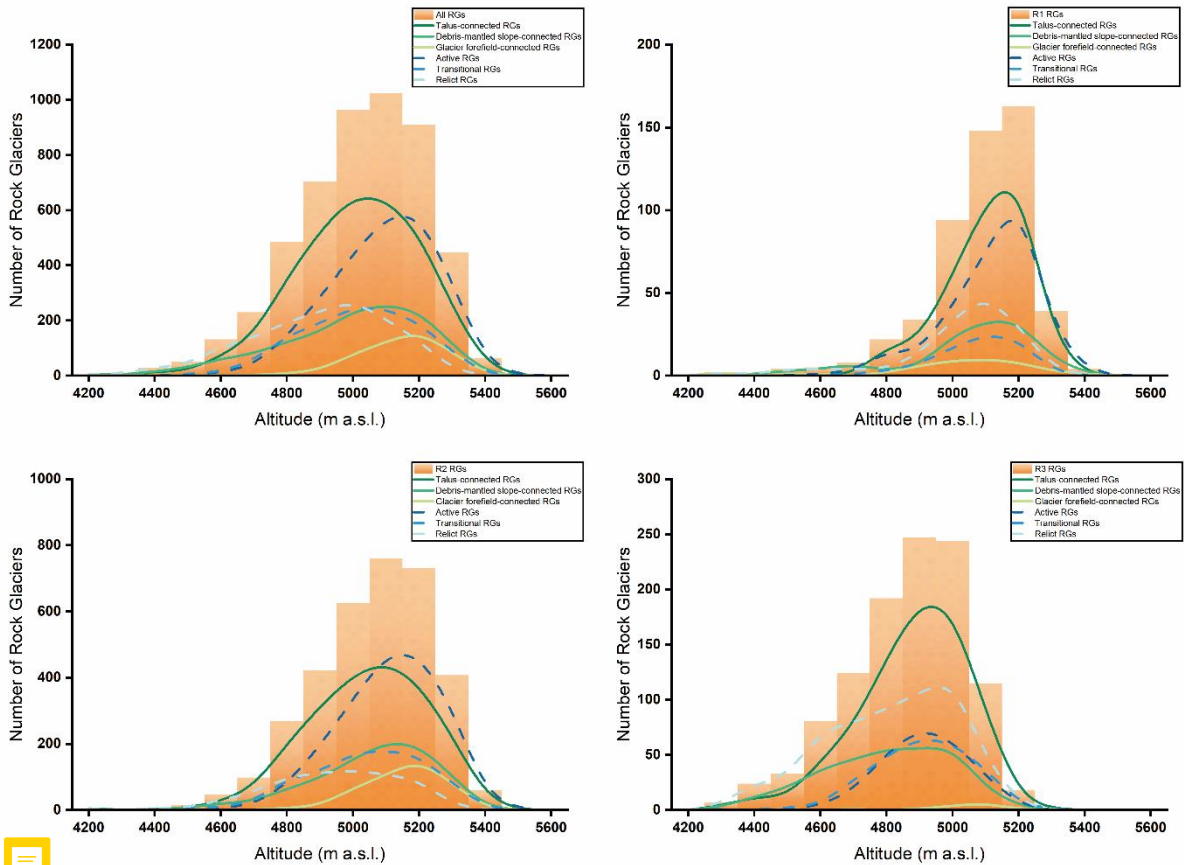 All RGs
Talus-connected RGs
Debris-mantled slope-connected RGs
Glacier forefield-connected RGs
Active RGs
Transitional RGs
Relict RGs
1200
1000
800
600
400
200
0
Number of Rock Glaciers
4200 4400 4600 4800 5000 5200 5400 5600
Altitude (m a.s.l.)
R1 RGs
Talus-connected RGs
Debris-mantled slope-connected RGs
Glacier forefield-connected RGs
Active RGs
Transitional RGs
Relict RGs
200
150
100
50
0
Number of Rock Glaciers
4200 4400 4600 4800 5000 5200 5400 5600
Altitude (m a.s.l.)
R2 RGs
Talus-connected RGs
Debris-mantled slope-connected RGs
Glacier forefield-connected RGs
Active RGs
Transitional RGs
Relict RGs
1000
800
600
400
200
0
Number of Rock Glaciers
4200 4400 4600 4800 5000 5200 5400 5600
Altitude (m a.s.l.)
R3 RGs
Talus-connected RGs
Debris-mantled slope-connected RGs
Glacier forefield-connected RGs
Active RGs
Transitional RGs
Relict RGs
300
250
200
150
100
50
0
Number of Rock Glaciers
4200 4400 4600 4800 5000 5200 5400 5600
Altitude (m a.s.l.)